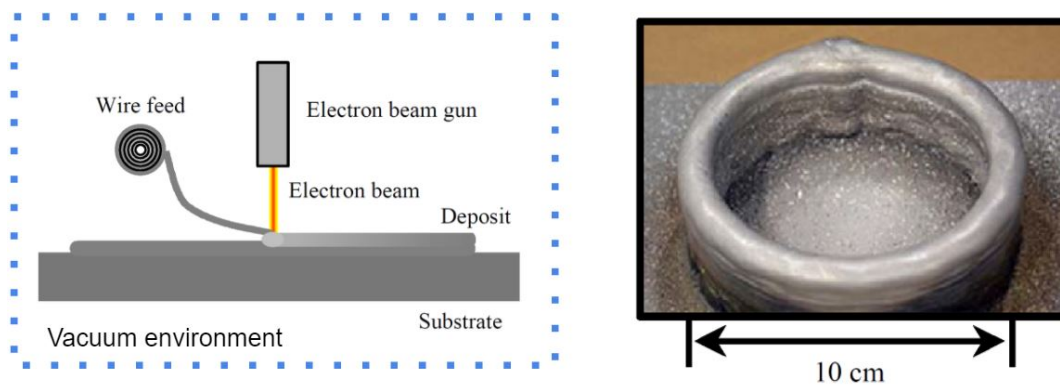 Wire feed
Electron beam gun
Electron beam
Deposit
Substrate
Vacuum environment
10 cm